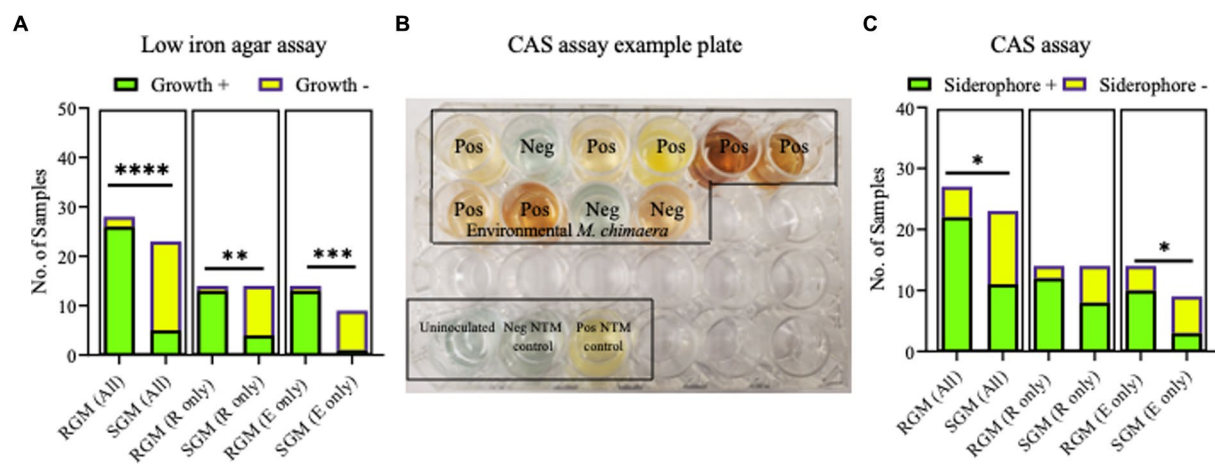 A
Low iron agar assay
Growth + Growth -
No. of Samples
50
40
30
20
10
0
****
**
***
RGM (All)
SGM (All)
RGM (R only)
SGM (R only)
RGM (E only)
SGM (E only)
B
CAS assay example plate
Pos Neg Pos Pos Pos Pos
Pos Pos Neg Neg
Environmental M. chimaera
Uninoculated Neg NTM control Pos NTM control
C
CAS assay
Siderophore + Siderophore -
No. of Samples
40
30
20
10
0
*
*
RGM (All)
SGM (All)
RGM (R only)
SGM (R only)
RGM (E only)
SGM (E only)